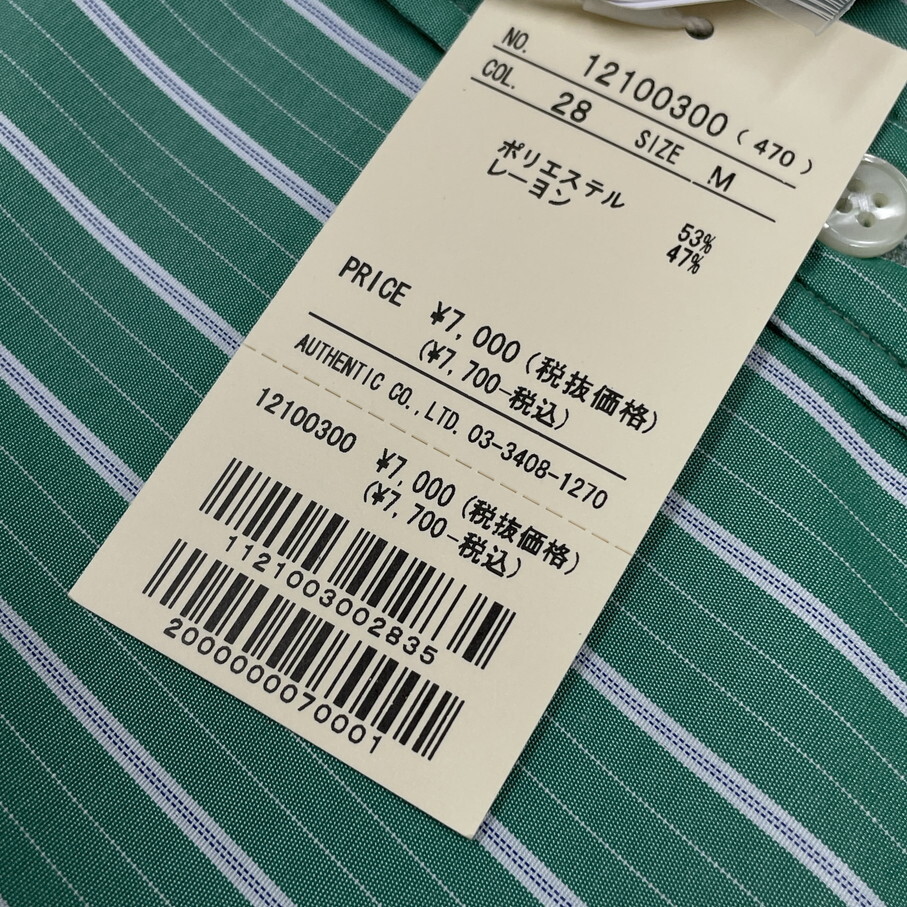 NO. 12100300 (470)
COL. 28 SIZE M
ポリエステル 53%
レーヨン 47%
PRICE ¥7,000(税抜価格)
(¥7,700-税込)
AUTHENTIC CO.,LTD. 03-3408-1270
12100300 ¥7,000(税抜価格)
(¥7,700-税込)
1121003002835
2000000070001